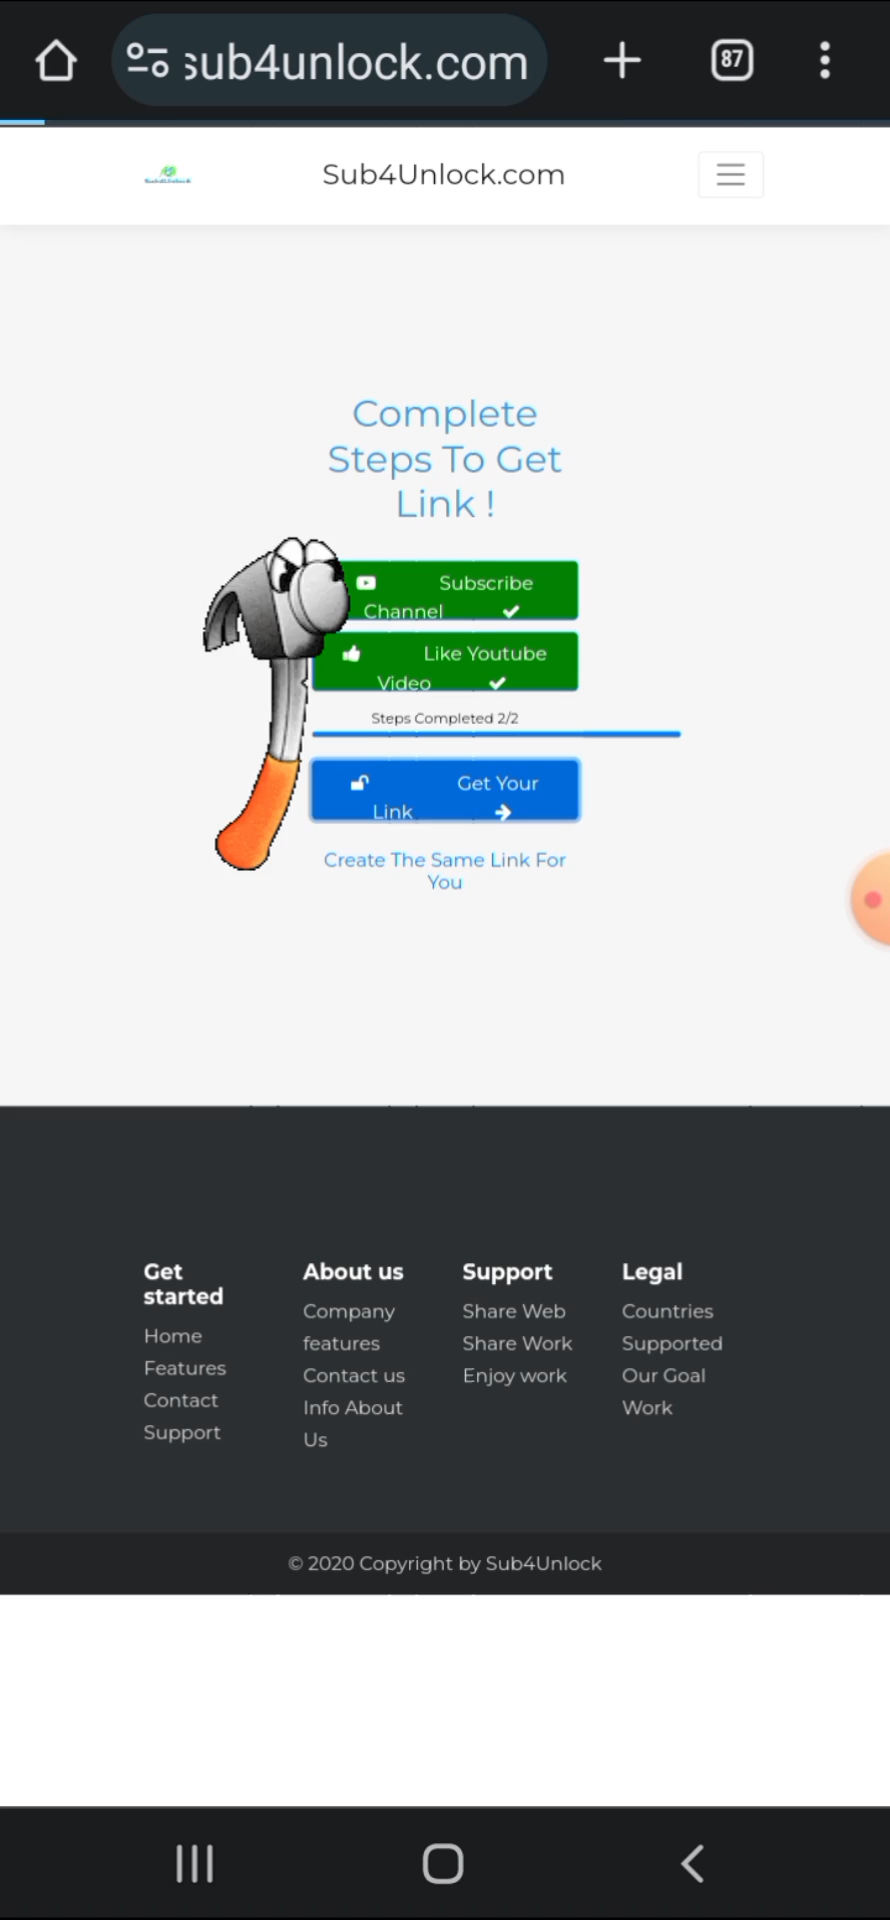 sub4unlock.com
87
Sub4Unlock.com
Complete
Steps To Get
Link !
Subscribe
Channel
Like Youtube
Video
Steps Completed 2/2
Get Your
Link
Create The Same Link For
You
Get
started
Home
Features
Contact
Support
About us
Company
features
Contact us
Info About
Us
Support
Share Web
Share Work
Enjoy work
Legal
Countries
Supported
Our Goal
Work
© 2020 Copyright by Sub4Unlock